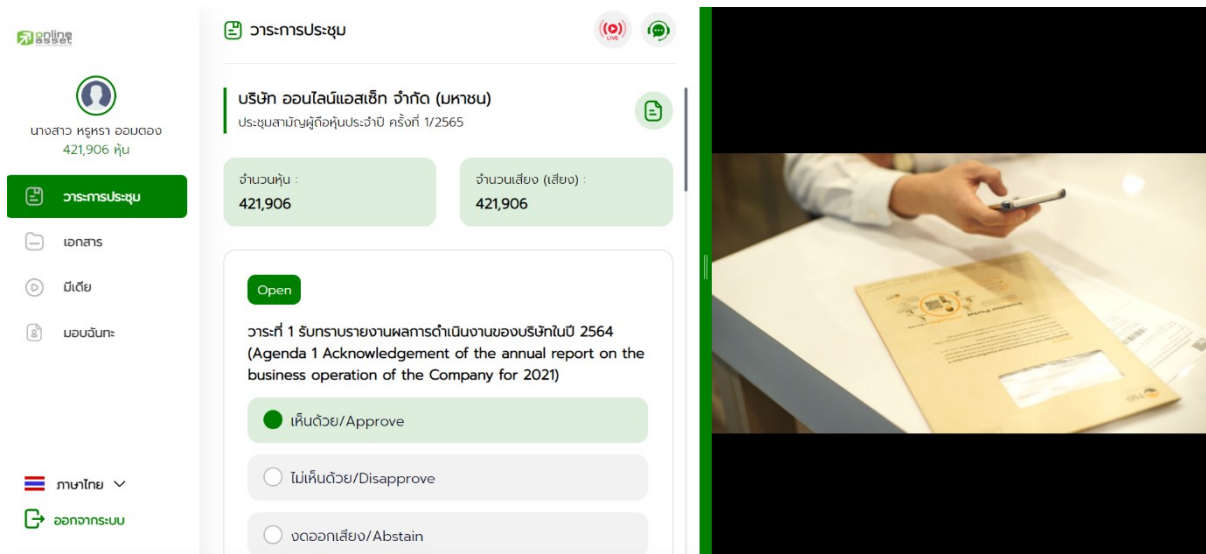 online
asset
นางสาว หรูหรา ออมตอง
421,906 หุ้น
วาระการประชุม
เอกสาร
มีเดีย
มอบฉันทะ
ภาษาไทย
ออกจากระบบ
วาระการประชุม
LIVE
บริษัท ออนไลน์แอสเซ็ท จำกัด (มหาชน)
ประชุมสามัญผู้ถือหุ้นประจำปี ครั้งที่ 1/2565
จำนวนหุ้น :
421,906
จำนวนเสียง (เสียง) :
421,906
Open
วาระที่ 1 รับทราบรายงานผลการดำเนินงานของบริษัทในปี 2564
(Agenda 1 Acknowledgement of the annual report on the
business operation of the Company for 2021)
เห็นด้วย/Approve
ไม่เห็นด้วย/Disapprove
งดออกเสียง/Abstain
Investor Portal
TSD